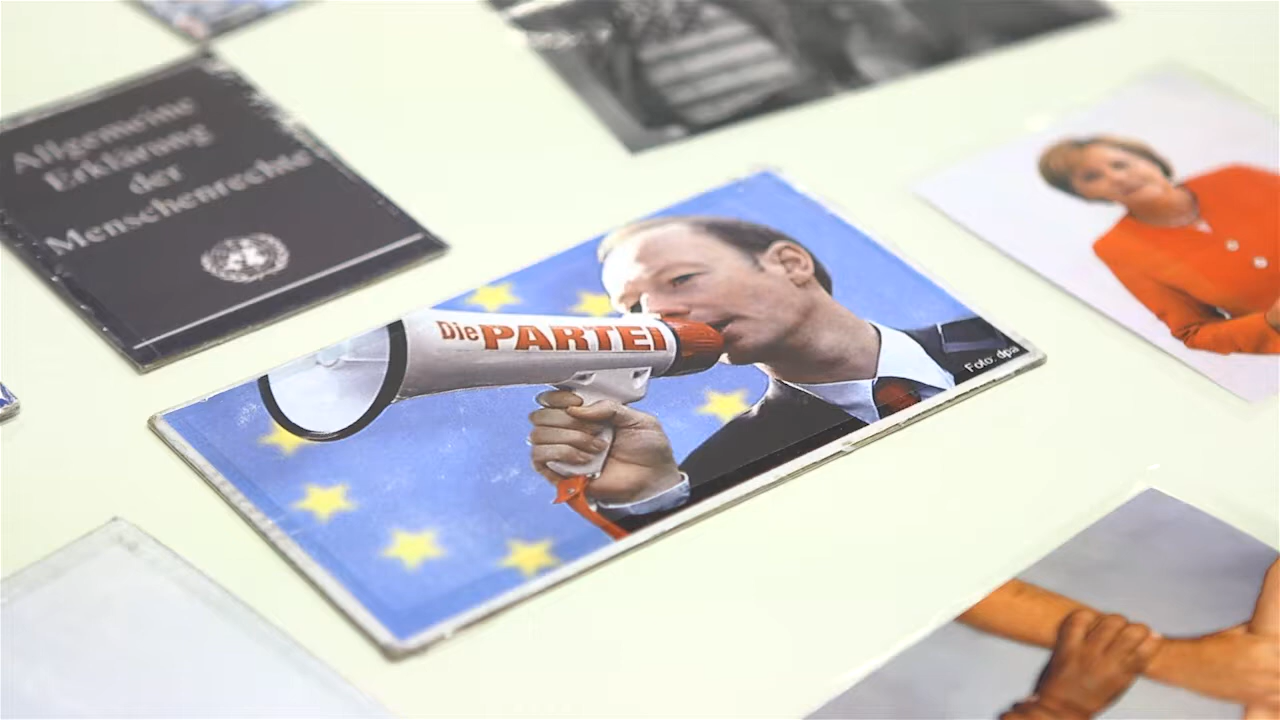 Allgemeine
Erklärung
der
Menschenrechte
Die PARTEI
Foto: dpa